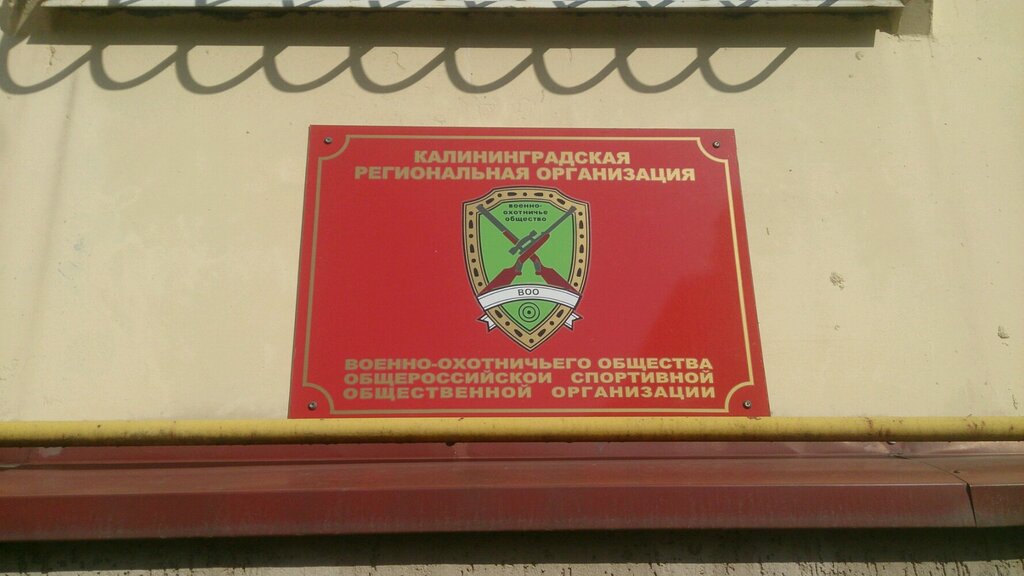 КАЛИНИНГРАДСКАЯ
РЕГИОНАЛЬНАЯ ОРГАНИЗАЦИЯ
военно-
охотничье
общество
ВОО
ВОЕННО-ОХОТНИЧЬЕГО ОБЩЕСТВА
ОБЩЕРОССИЙСКОЙ СПОРТИВНОЙ
ОБЩЕСТВЕННОЙ ОРГАНИЗАЦИИ